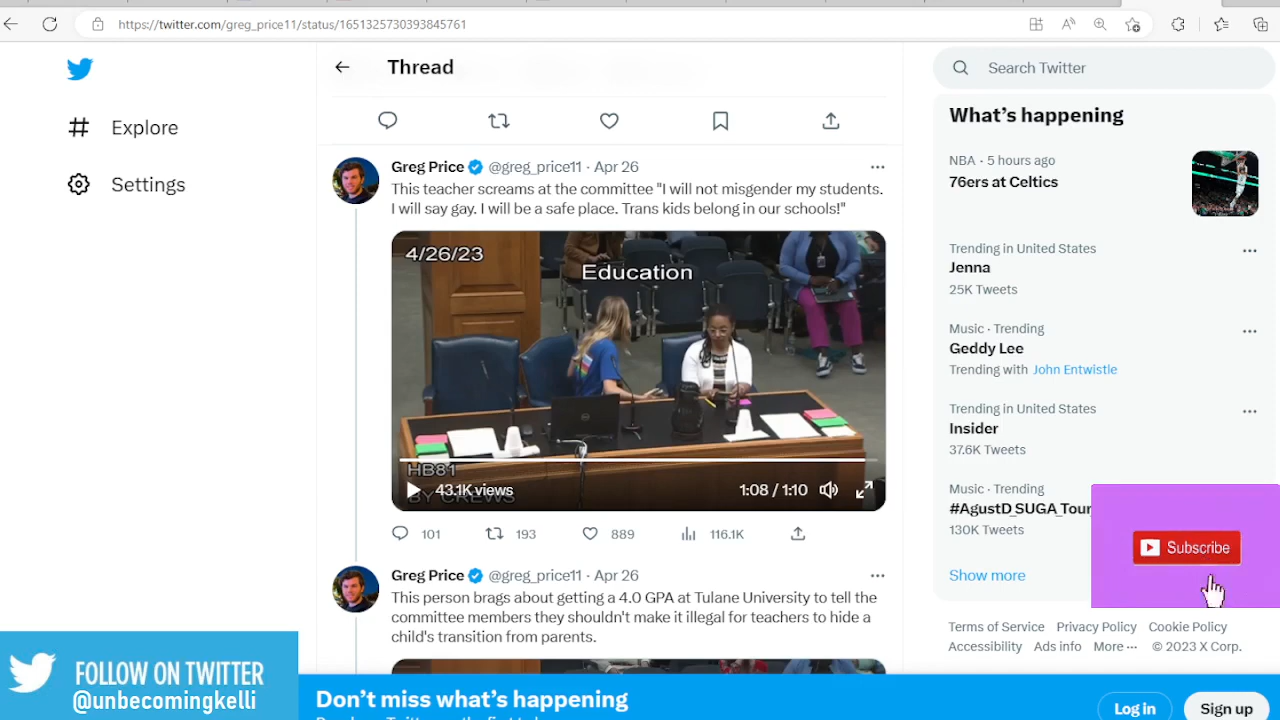 https://twitter.com/greg_price11/status/1651325730393845761
Thread
Search Twitter
Explore
Settings
Greg Price @greg_price11 · Apr 26
This teacher screams at the committee "I will not misgender my students.
I will say gay. I will be a safe place. Trans kids belong in our schools!"
4/26/23
Education
HB81
BY CREWS
43.1K views
1:08 / 1:10
101
193
889
116.1K
Greg Price @greg_price11 · Apr 26
This person brags about getting a 4.0 GPA at Tulane University to tell the
committee members they shouldn't make it illegal for teachers to hide a
child's transition from parents.
What's happening
NBA · 5 hours ago
76ers at Celtics
Trending in United States
Jenna
25K Tweets
Music · Trending
Geddy Lee
Trending with John Entwistle
Trending in United States
Insider
37.6K Tweets
Music · Trending
#AgustD_SUGA_Tour
130K Tweets
Show more
Subscribe
Terms of Service Privacy Policy Cookie Policy
Accessibility Ads info More ··· © 2023 X Corp.
FOLLOW ON TWITTER
@unbecomingkelli
Don't miss what's happening
Log in
Sign up